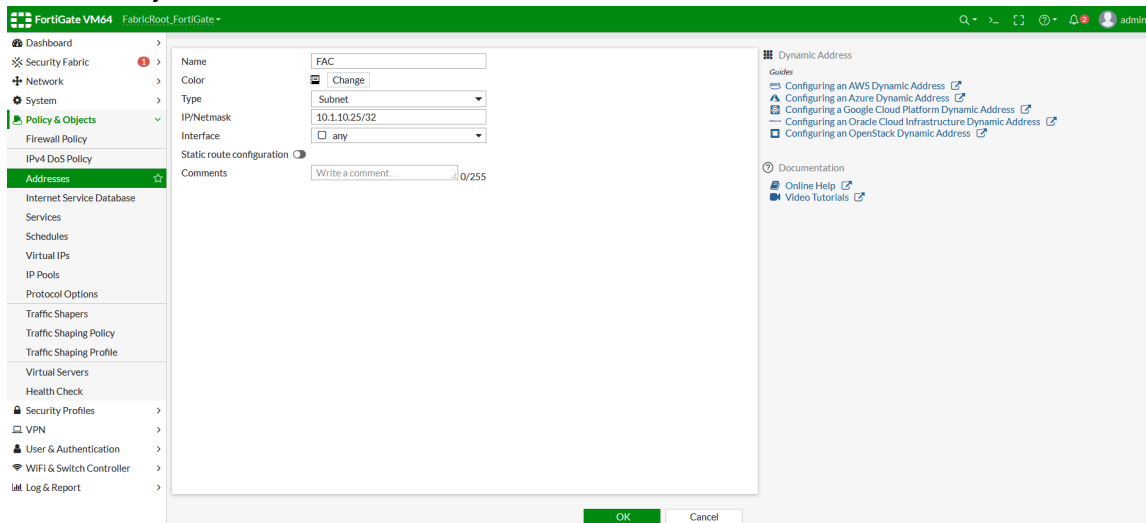 FortiGate VM64 FabricRoot_FortiGate
>_ 2 admin
Dashboard
Security Fabric 1
Network
System
Policy & Objects
Firewall Policy
IPv4 DoS Policy
Addresses
Internet Service Database
Services
Schedules
Virtual IPs
IP Pools
Protocol Options
Traffic Shapers
Traffic Shaping Policy
Traffic Shaping Profile
Virtual Servers
Health Check
Security Profiles
VPN
User & Authentication
WiFi & Switch Controller
Log & Report
Name FAC
Color Change
Type Subnet
IP/Netmask 10.1.10.25/32
Interface any
Static route configuration
Comments Write a comment... 0/255
OK Cancel
Dynamic Address
Guides
Configuring an AWS Dynamic Address
Configuring an Azure Dynamic Address
Configuring a Google Cloud Platform Dynamic Address
Configuring an Oracle Cloud Infrastructure Dynamic Address
Configuring an OpenStack Dynamic Address
Documentation
Online Help
Video Tutorials